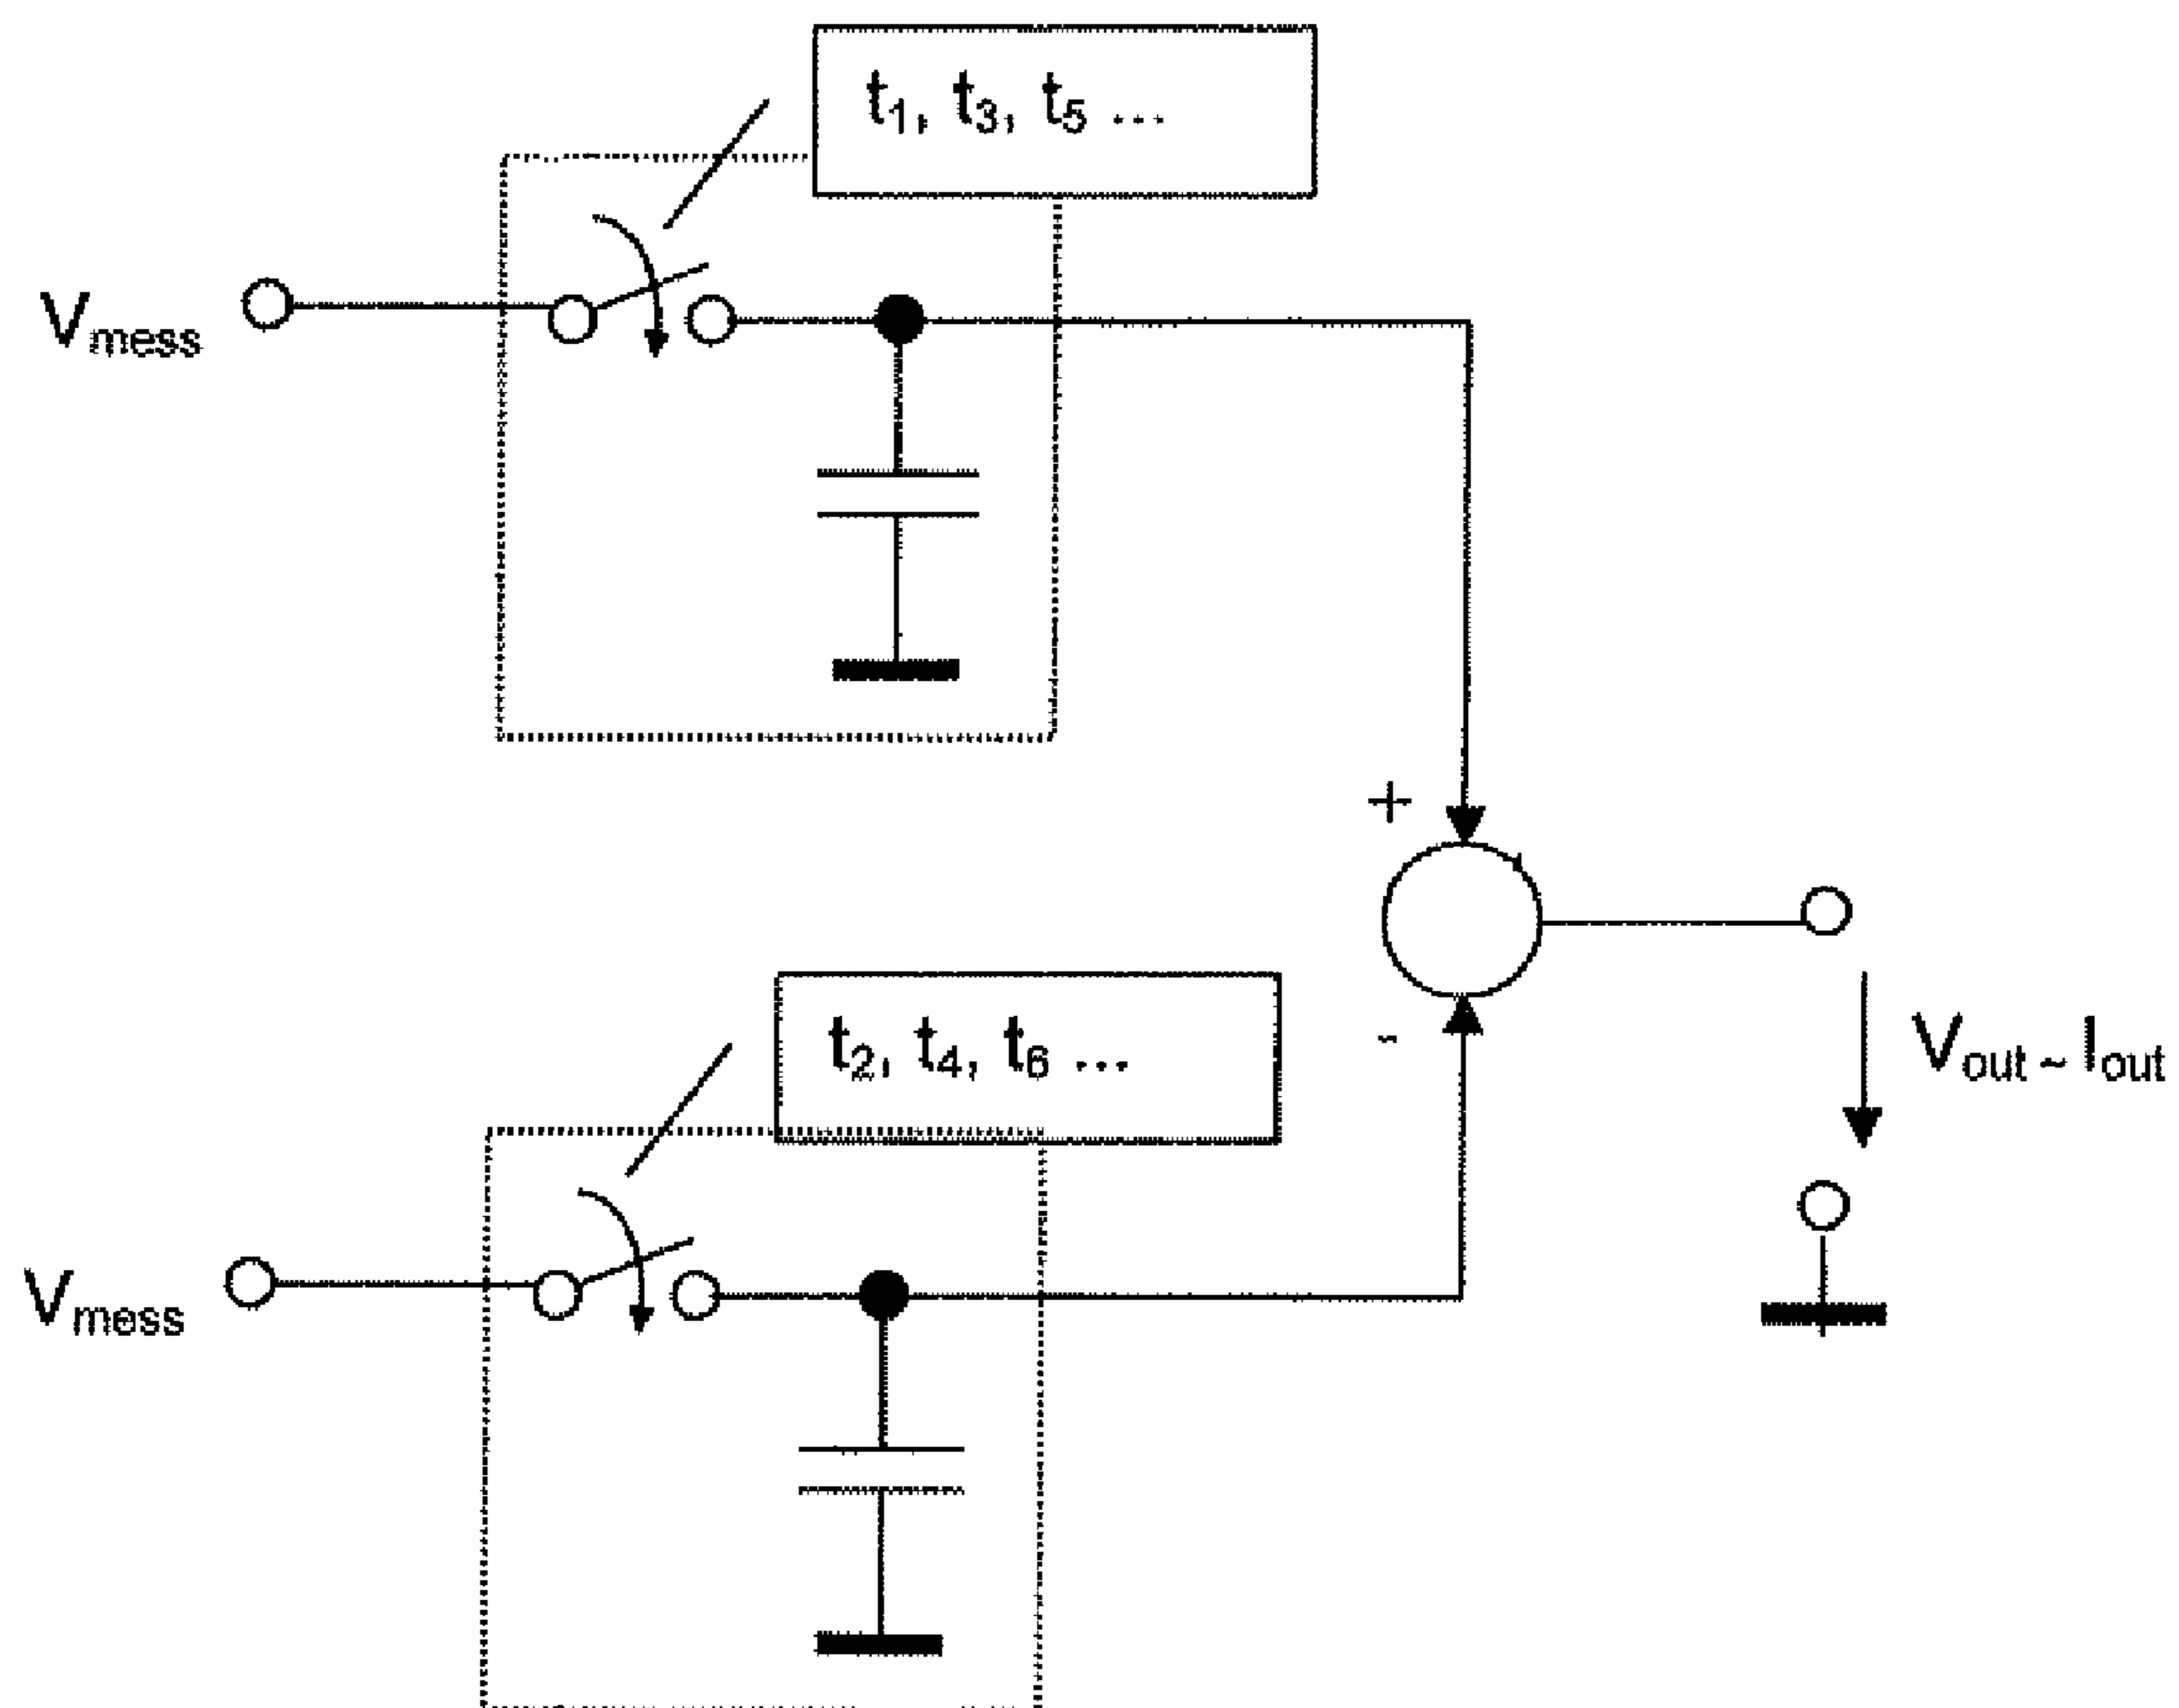 t₁, t₃, t₅ ...
Vmess
+
-
t₂, t₄, t₆ ...
Vout ~ Iout
Vmess